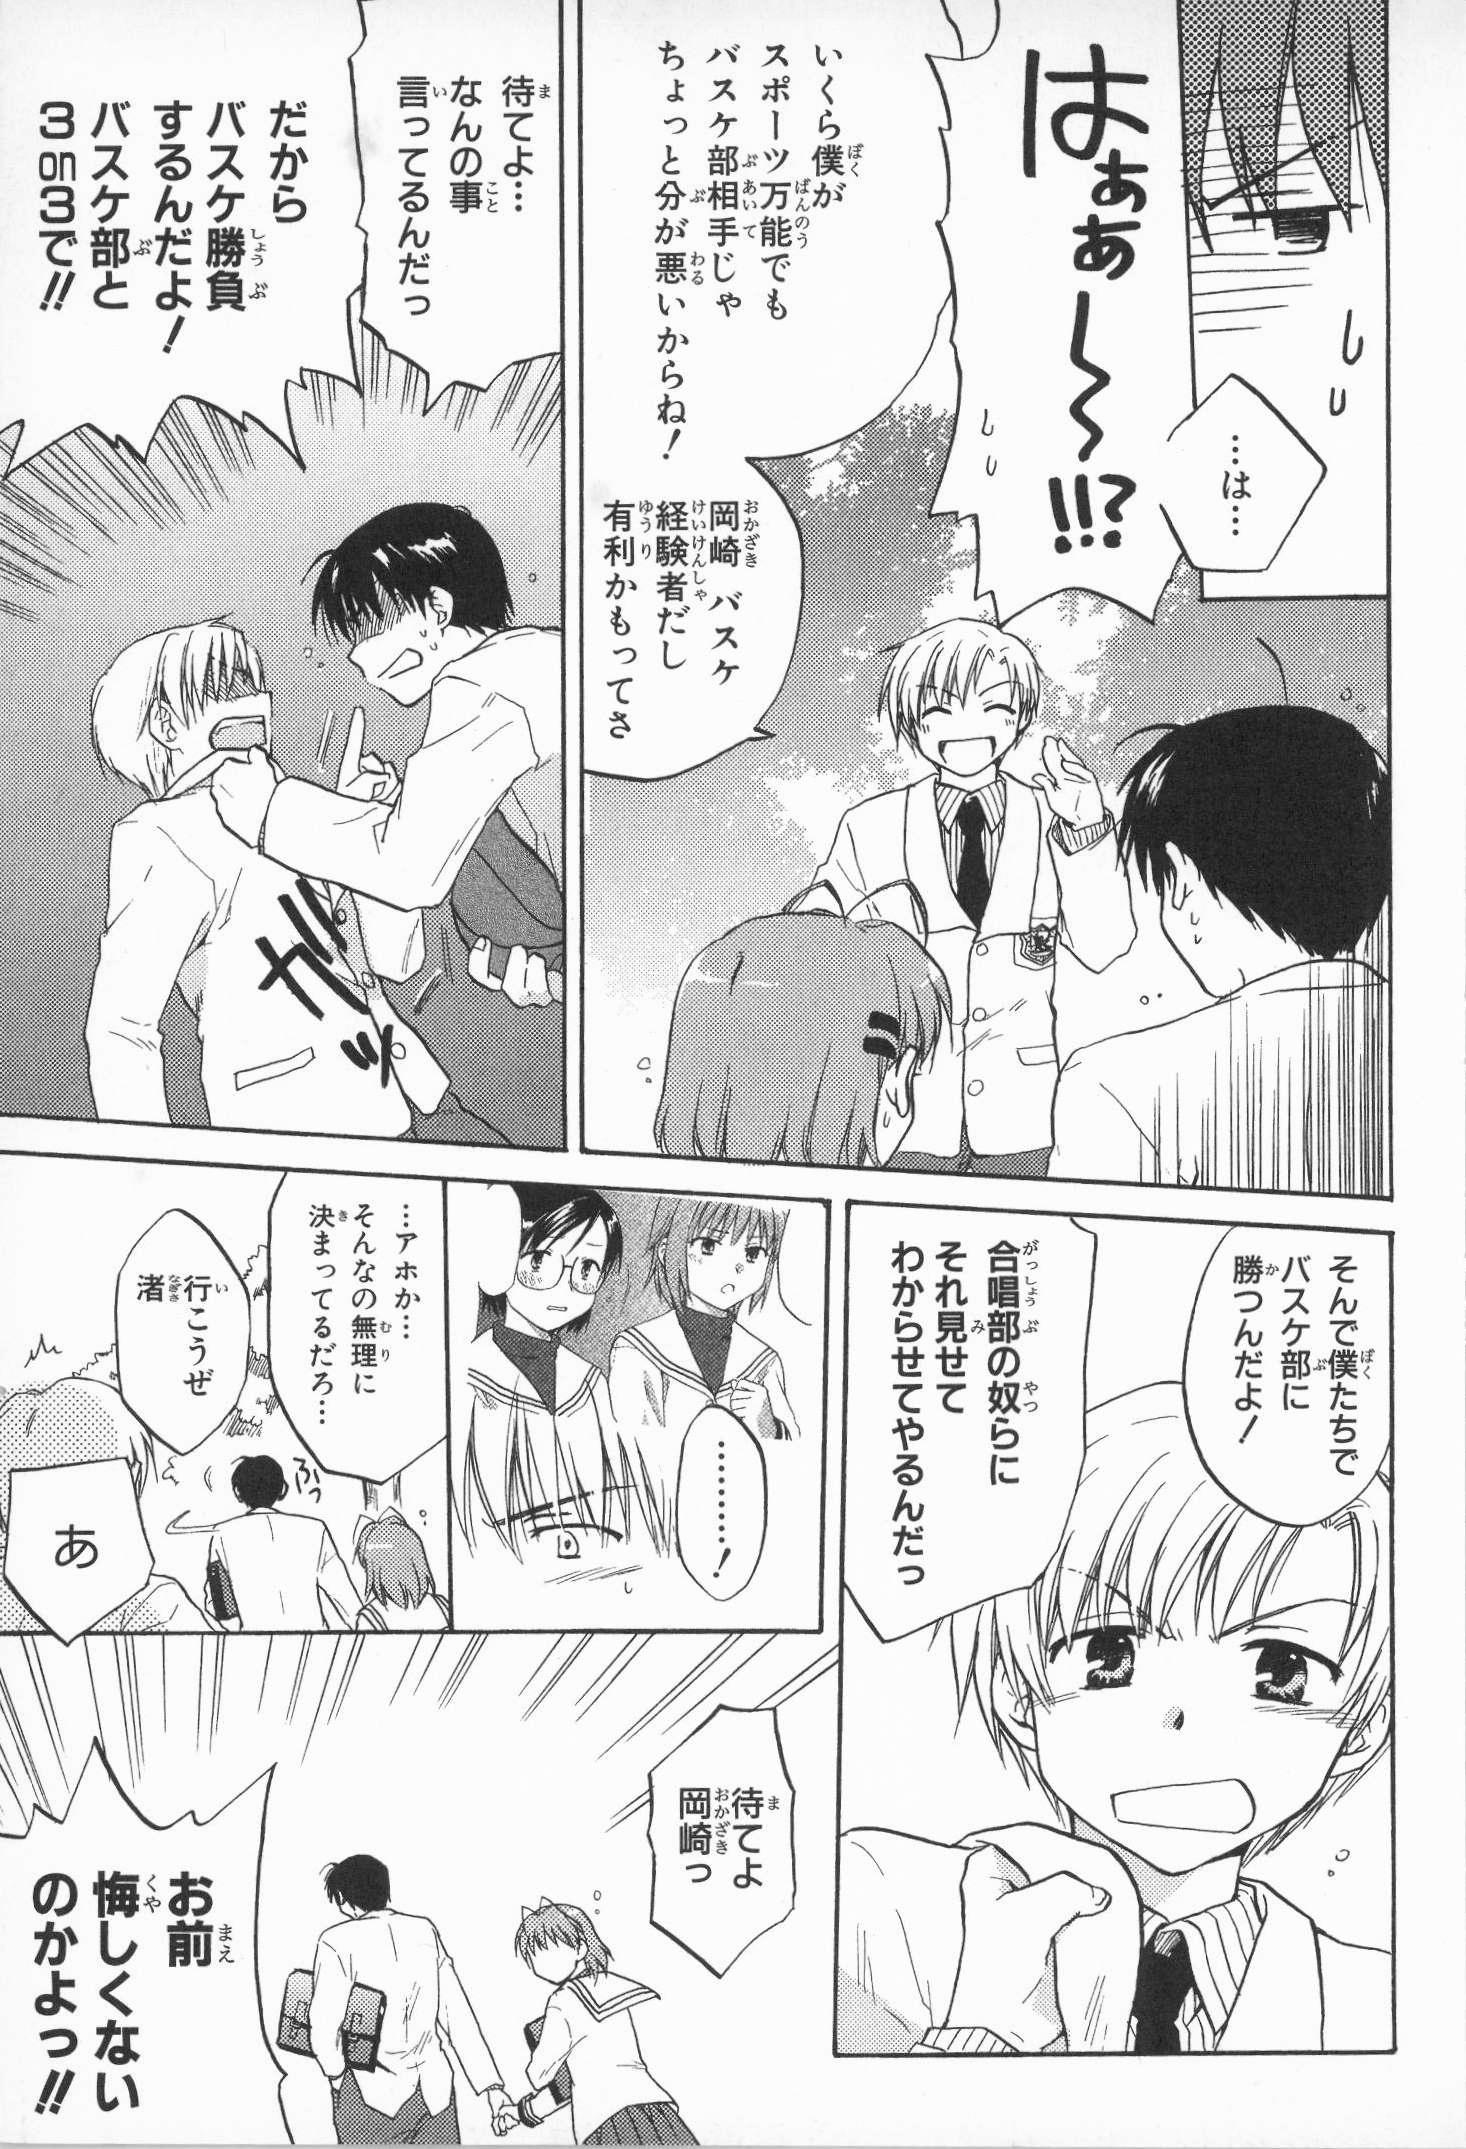 …は…
はぁぁ〜〜!!?
いくら僕が
スポーツ万能でも
バスケ部相手じゃ
ちょっと分が悪いからね！
岡崎 バスケ
経験者だし
有利かもってさ
待てよ…
なんの事
言ってるんだっ
だから
バスケ勝負
するんだよ！
バスケ部と
3on3で!!
ガバッ
そんで僕たちで
バスケ部に
勝つんだよ！
合唱部の奴らに
それ見せて
わからせてやるんだっ
………！
…アホか…
そんなの無理に
決まってるだろ…
行こうぜ
渚
ふっ
あ
待てよ
岡崎っ
お前
悔しくない
のかよっ!!